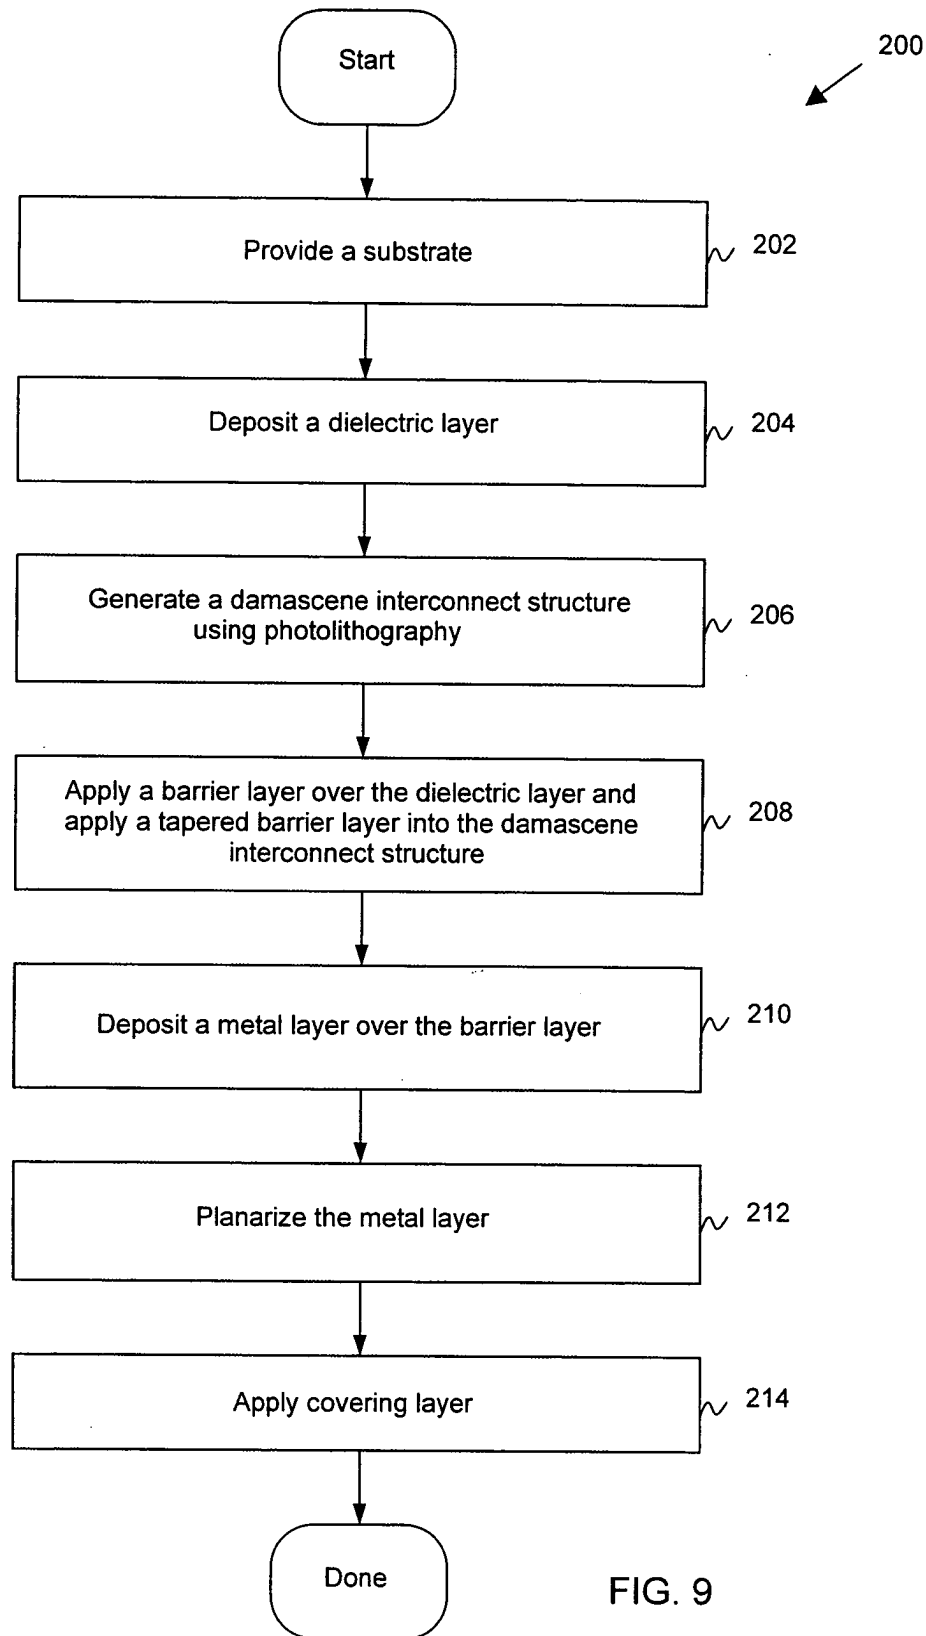 Start
200
Provide a substrate
202
Deposit a dielectric layer
204
Generate a damascene interconnect structure
using photolithography
206
Apply a barrier layer over the dielectric layer and
apply a tapered barrier layer into the damascene
interconnect structure
208
Deposit a metal layer over the barrier layer
210
Planarize the metal layer
212
Apply covering layer
214
Done
FIG. 9